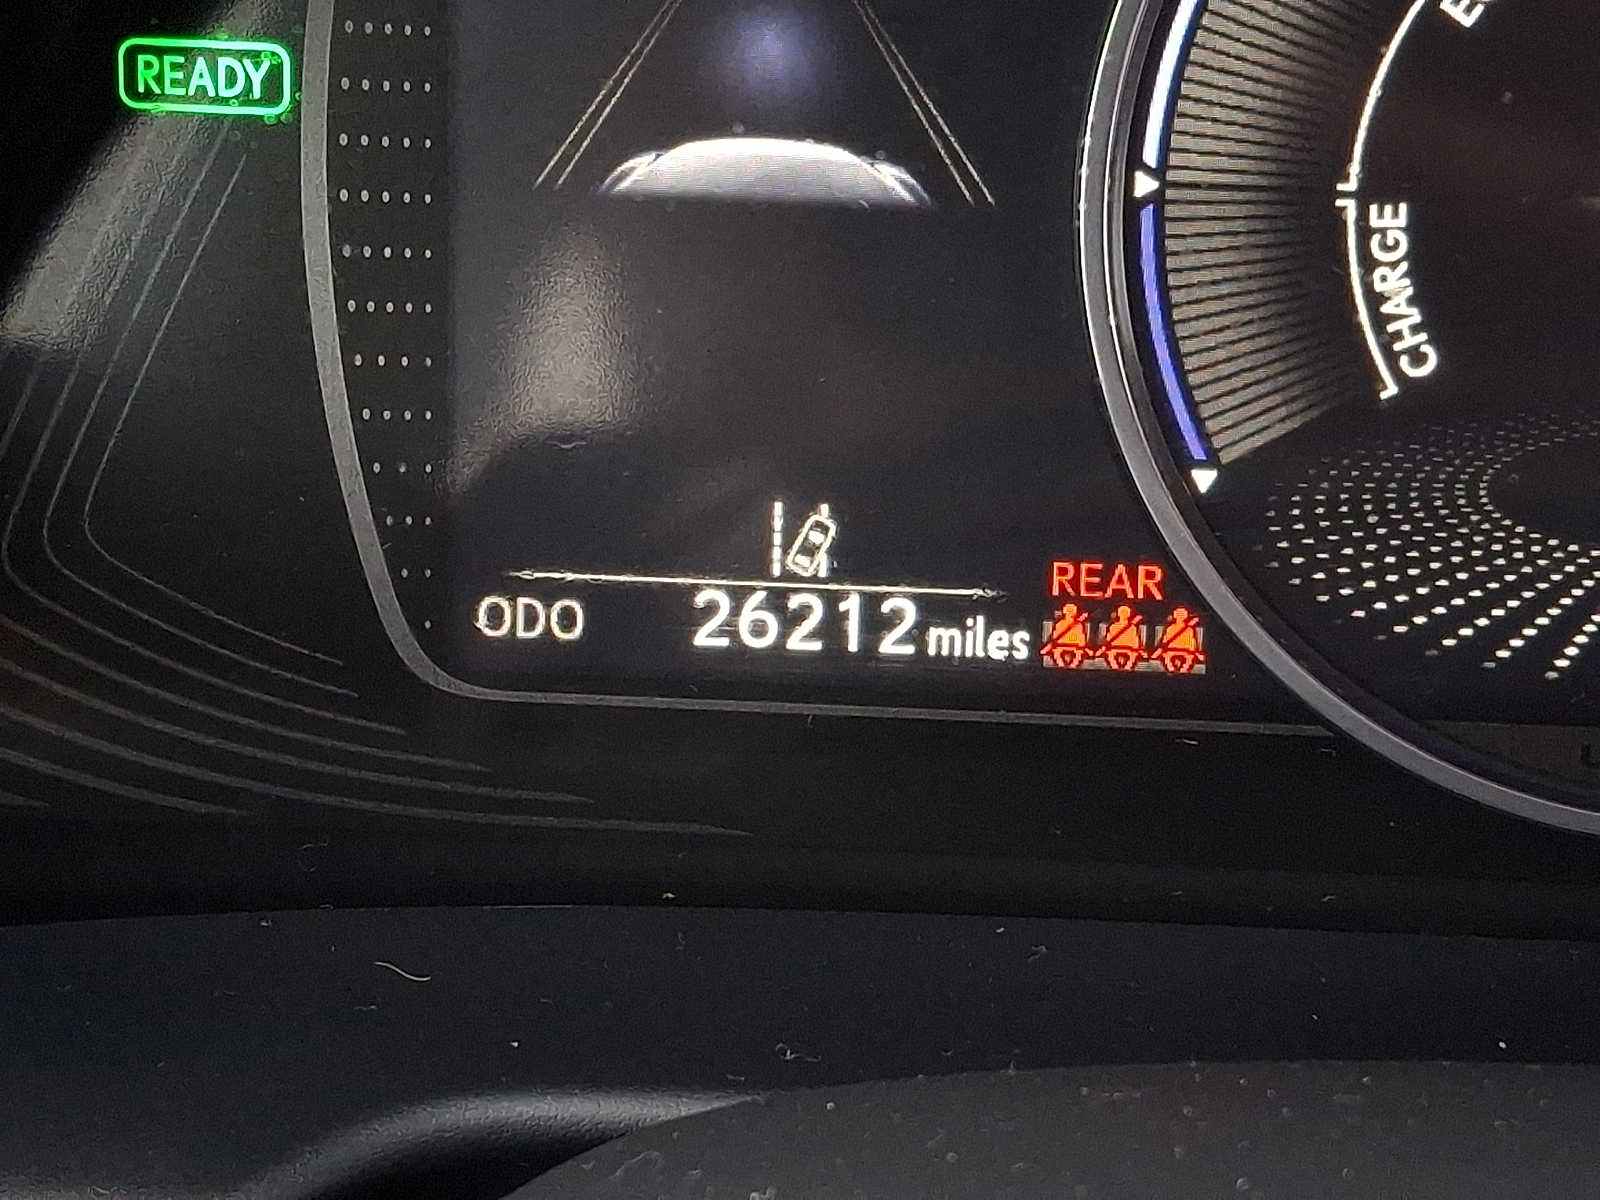 READY
CHARGE
REAR
ODO 26212 miles